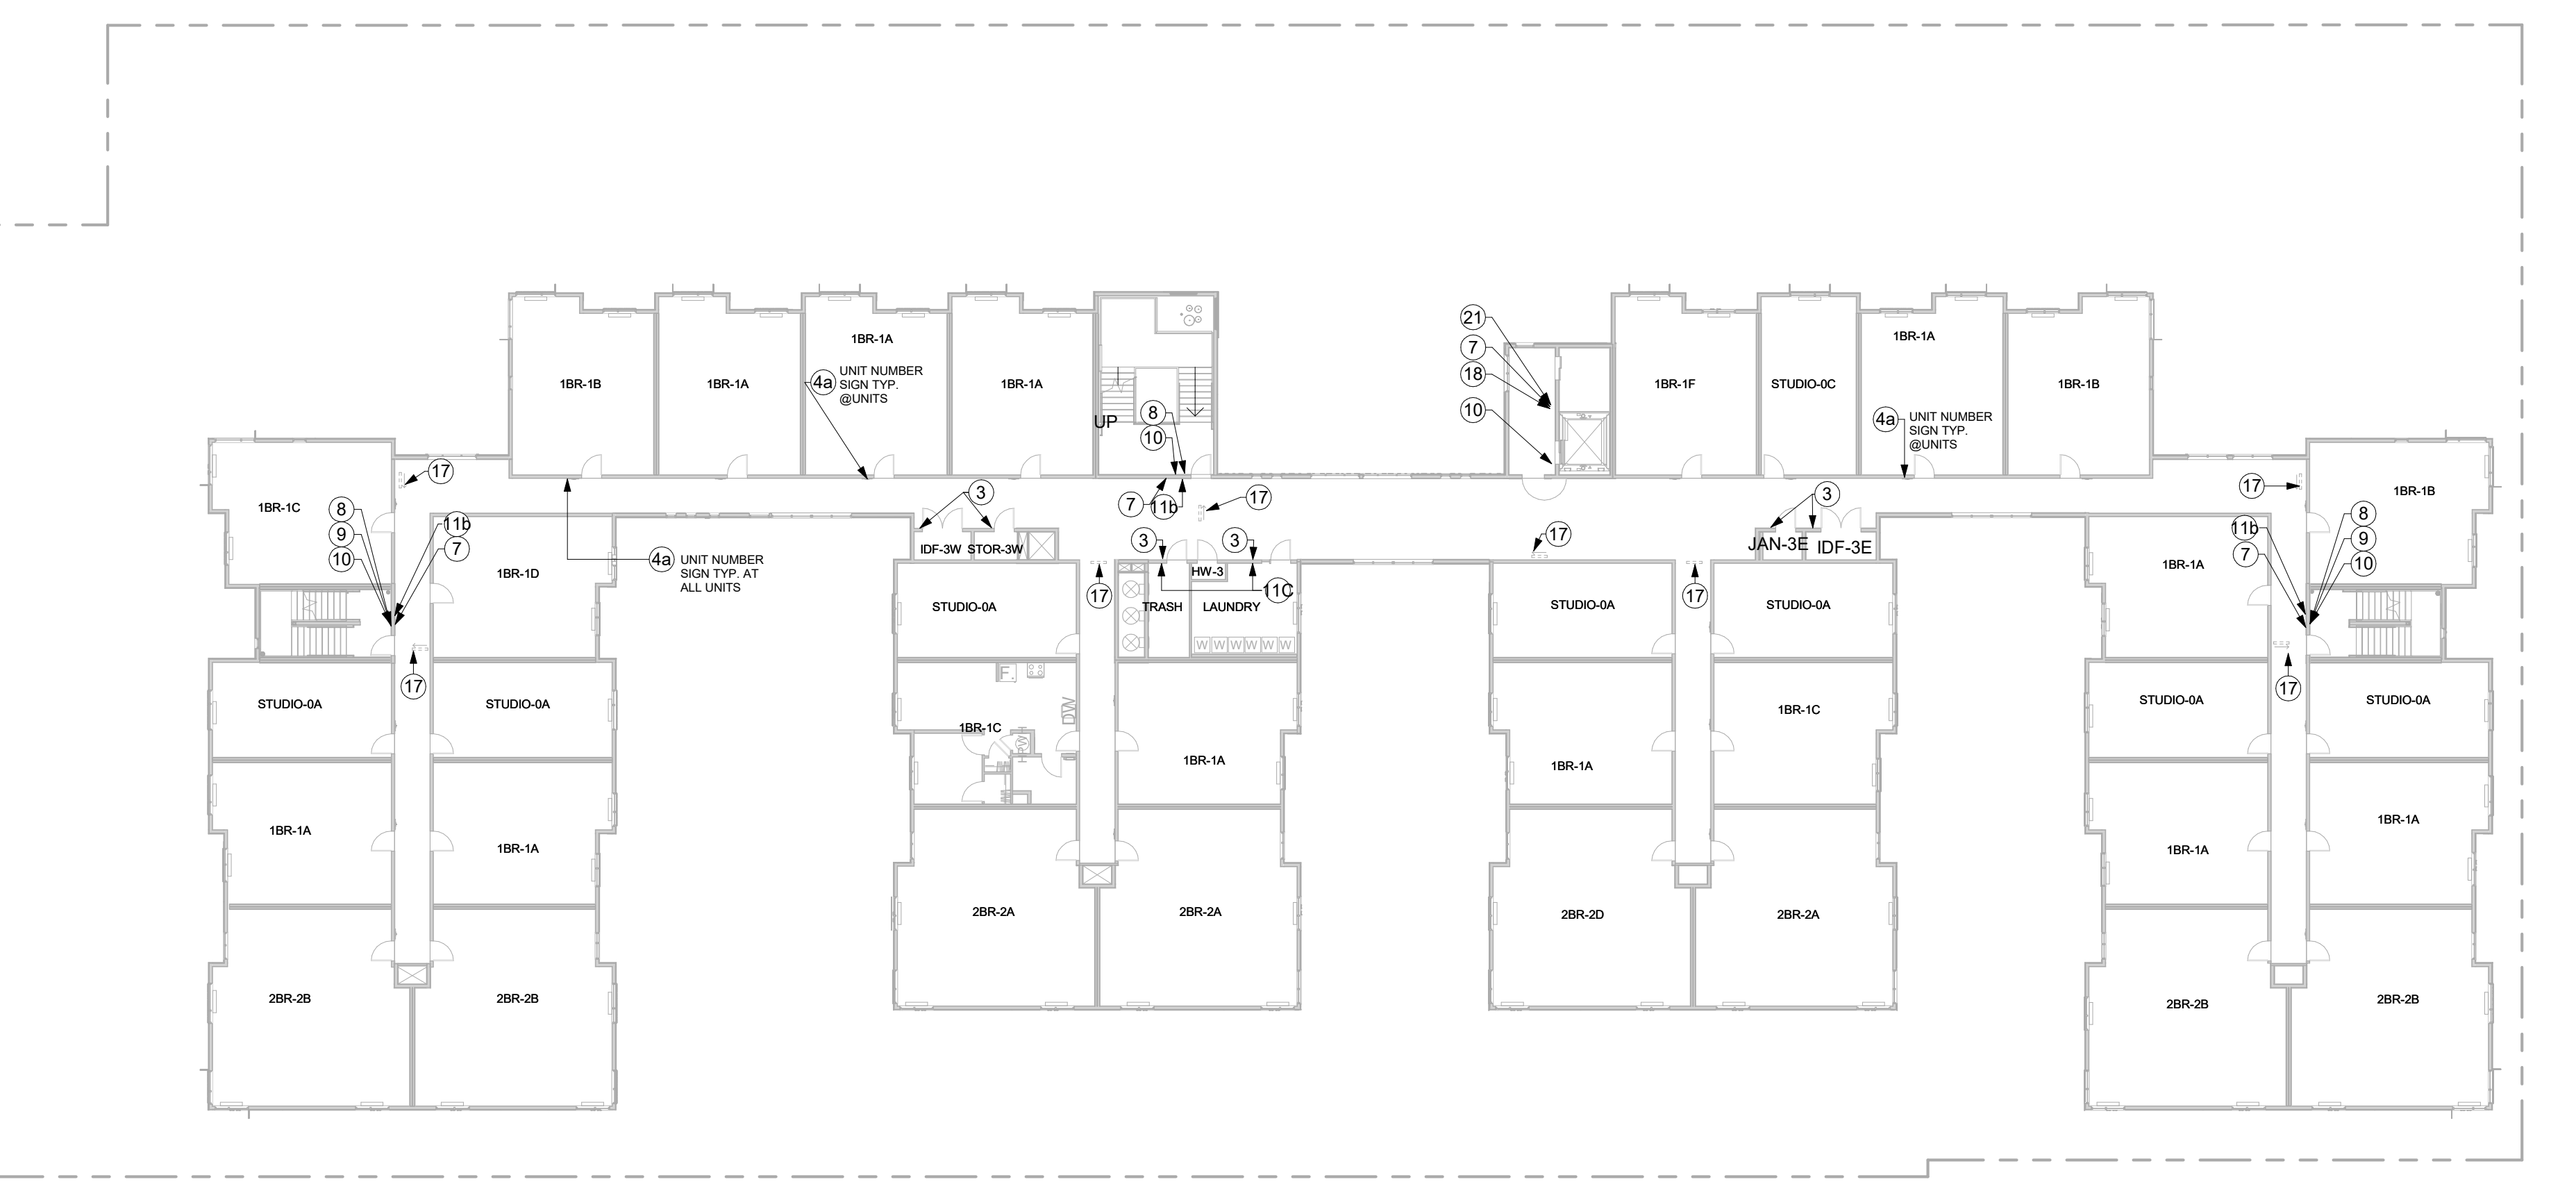 21
7
18
10
1BR-1A
4a
UNIT NUMBER
SIGN TYP.
@UNITS
1BR-1B
1BR-1A
1BR-1A
UP
8
10
1BR-1F
STUDIO-0C
1BR-1A
1BR-1B
4a
UNIT NUMBER
SIGN TYP.
@UNITS
17
1BR-1C
8
9
10
11b
7
3
7
11b
17
3
17
1BR-1B
11b
7
8
9
10
IDF-3W
STOR-3W
3
3
17
JAN-3E
IDF-3E
4a
UNIT NUMBER
SIGN TYP. AT
ALL UNITS
1BR-1D
HW-3
17
11C
17
1BR-1A
STUDIO-0A
TRASH
LAUNDRY
STUDIO-0A
STUDIO-0A
W
W
W
W
W
W
17
17
F
STUDIO-0A
STUDIO-0A
DW
1BR-1C
1BR-1C
STUDIO-0A
STUDIO-0A
1BR-1A
1BR-1A
1BR-1A
1BR-1A
1BR-1A
1BR-1A
2BR-2A
2BR-2A
2BR-2D
2BR-2A
2BR-2B
2BR-2B
2BR-2B
2BR-2B